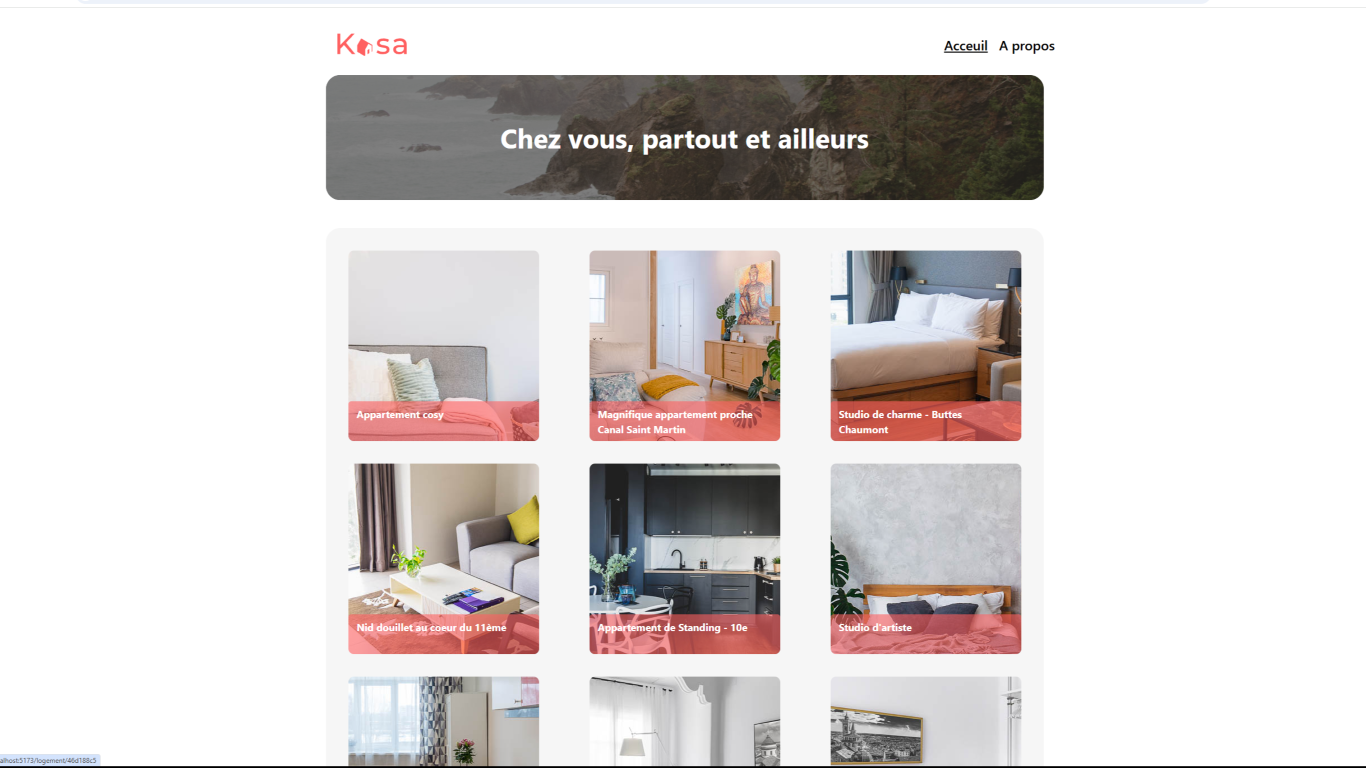 Kasa
Acceuil A propos
Chez vous, partout et ailleurs
Appartement cosy
Magnifique appartement proche
Canal Saint Martin
Studio de charme - Buttes
Chaumont
Nid douillet au coeur du 11ème
Appartement de Standing - 10e
Studio d'artiste
alhost:5173/logement/46d188c5